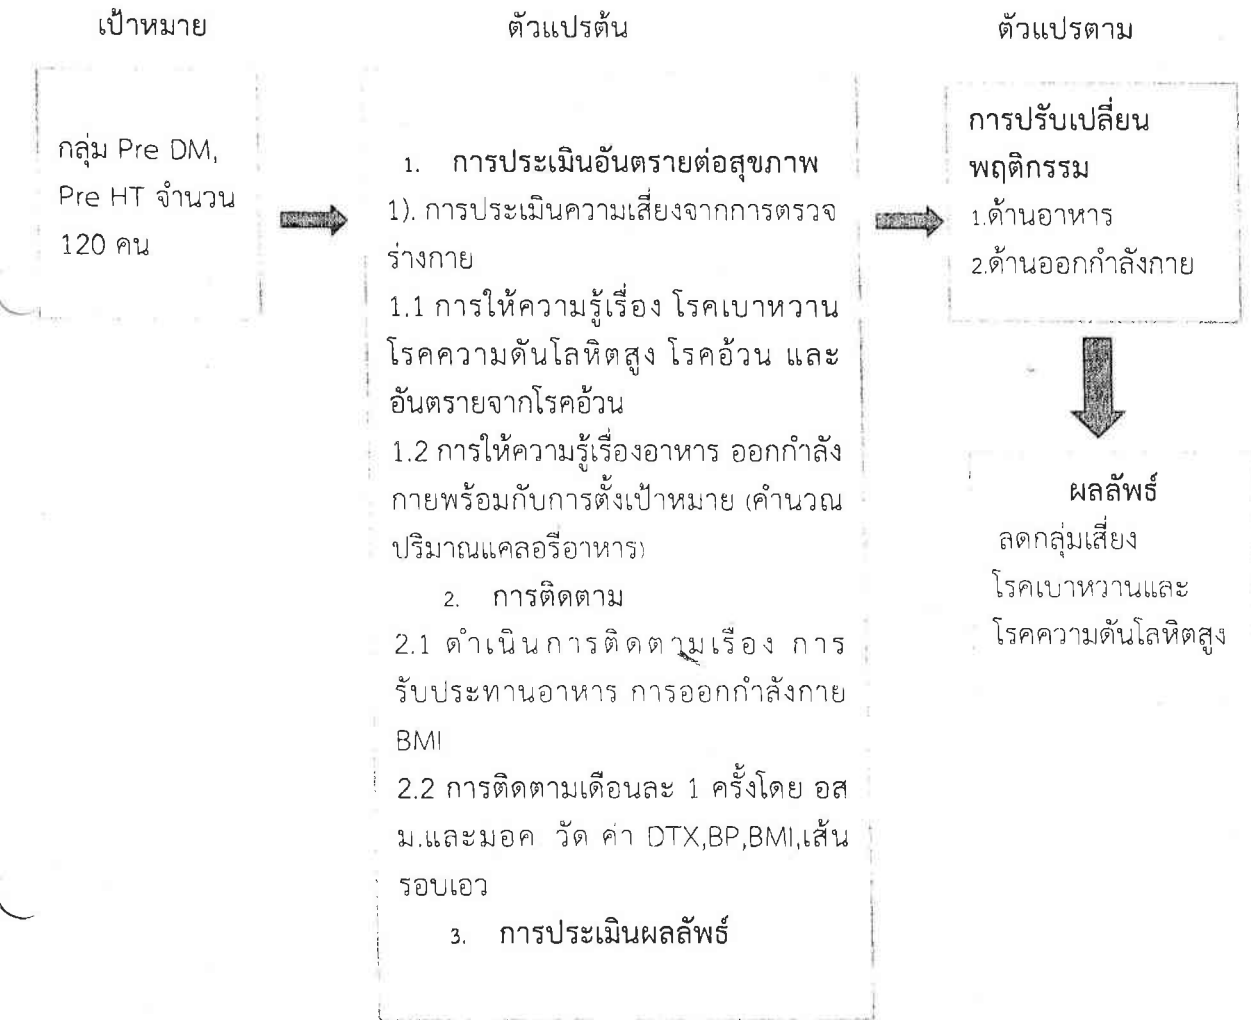 เป้าหมาย
ตัวแปรต้น
ตัวแปรตาม
กลุ่ม Pre DM,
Pre HT จำนวน
120 คน
1. การประเมินอันตรายต่อสุขภาพ
1). การประเมินความเสี่ยงจากการตรวจ
ร่างกาย
1.1 การให้ความรู้เรื่อง โรคเบาหวาน
โรคความดันโลหิตสูง โรคอ้วน และ
อันตรายจากโรคอ้วน
1.2 การให้ความรู้เรื่องอาหาร ออกกำลัง
กายพร้อมกับการตั้งเป้าหมาย (คำนวณ
ปริมาณแคลอรีอาหาร)
2. การติดตาม
2.1 ดำเนินการติดตามเรื่อง การ
รับประทานอาหาร การออกกำลังกาย
BMI
2.2 การติดตามเดือนละ 1 ครั้งโดย อส
ม.และมอค วัด ค่า DTX,BP,BMI,เส้น
รอบเอว
3. การประเมินผลลัพธ์
การปรับเปลี่ยน
พฤติกรรม
1.ด้านอาหาร
2.ด้านออกกำลังกาย
ผลลัพธ์
ลดกลุ่มเสี่ยง
โรคเบาหวานและ
โรคความดันโลหิตสูง